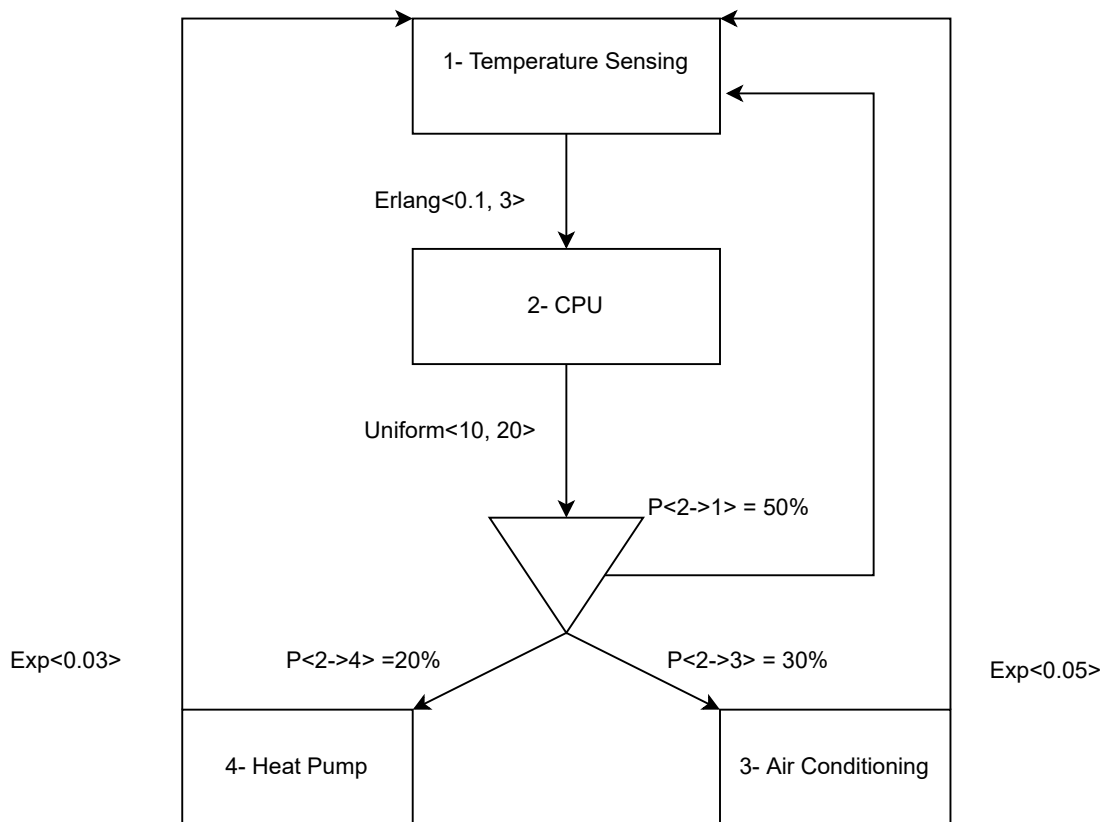 1- Temperature Sensing
Erlang<0.1, 3>
2- CPU
Uniform<10, 20>
P<2->1> = 50%
Exp<0.03>
P<2->4> =20%
P<2->3> = 30%
Exp<0.05>
4- Heat Pump
3- Air Conditioning